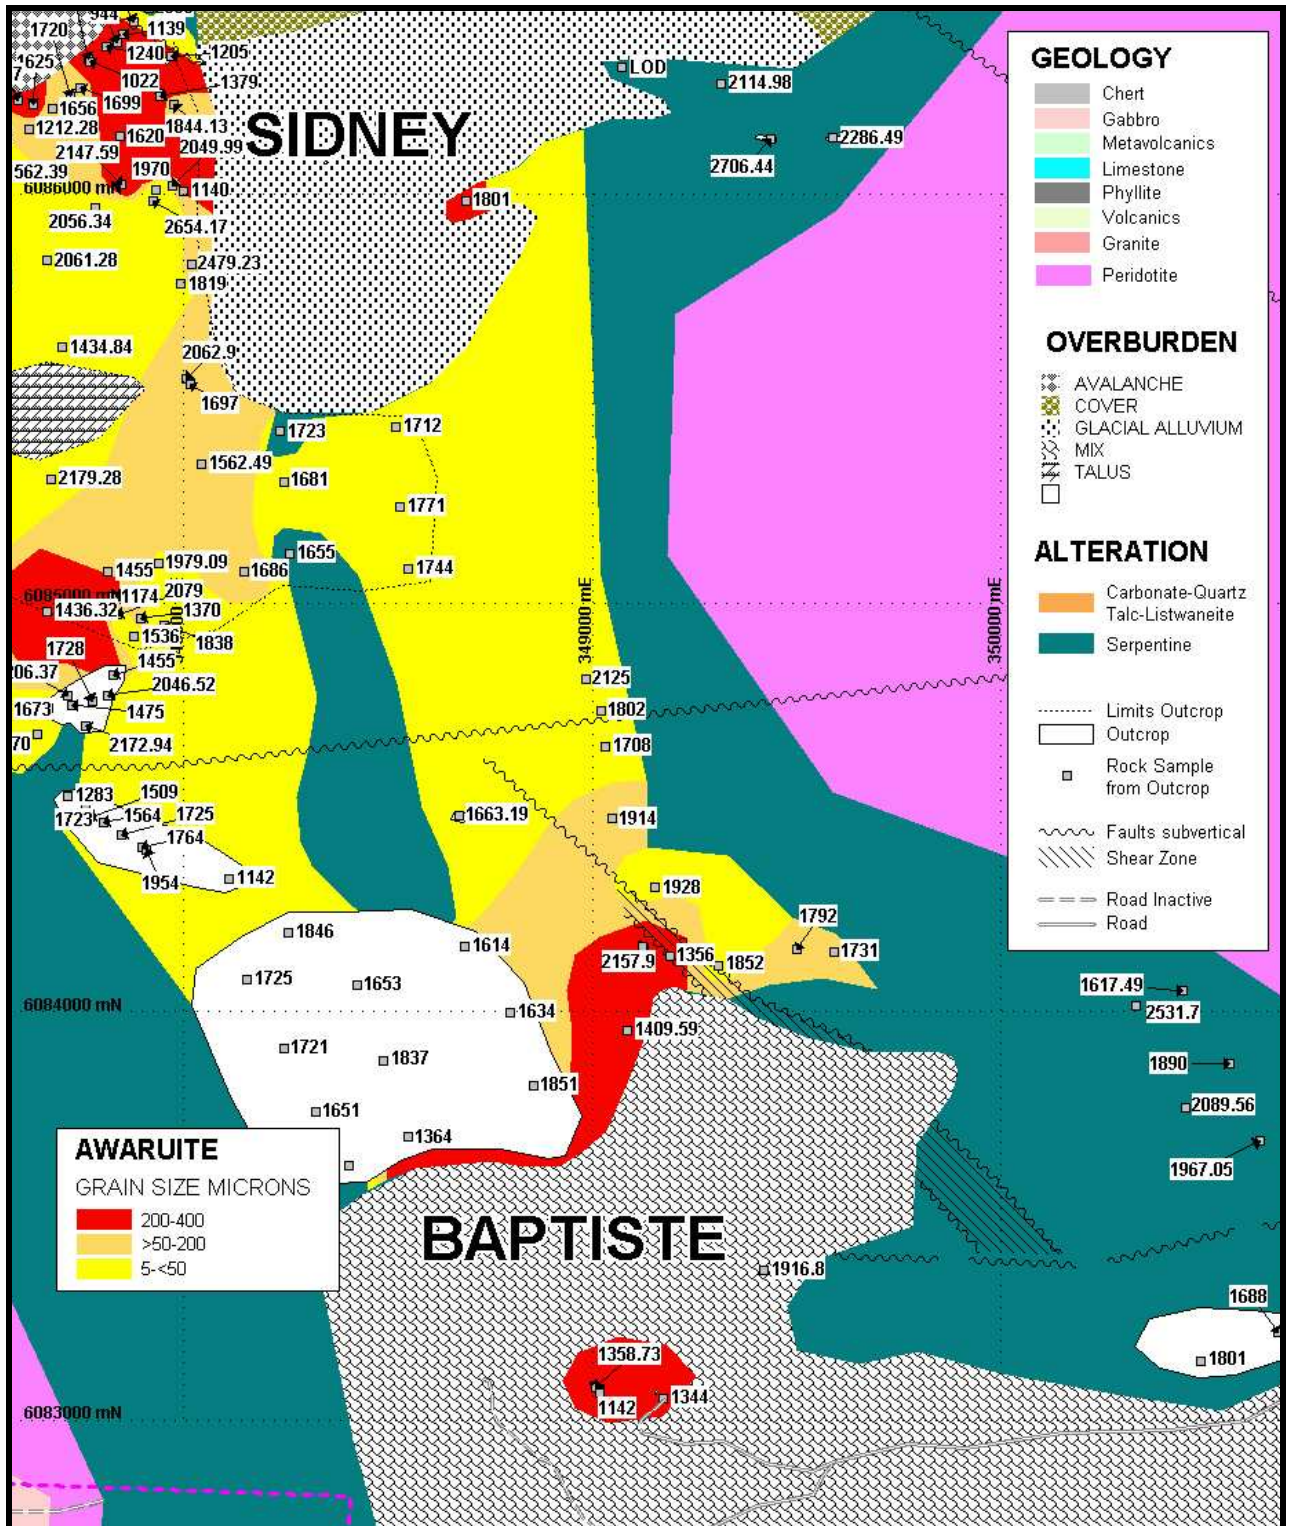 944
1720
1139
1240
1205
1625
7
1022
1379
1656
1699
1212.28
1620
1844.13
SIDNEY
2147.59
2049.99
562.39
1970
6086000 mN
1140
2056.34
2654.17
1801
LOD
2114.98
2706.44
2286.49
2061.28
2479.23
1819
1434.84
2062.9
1697
1723
1712
1562.49
1681
2179.28
1771
1655
1744
1455
1979.09
1686
1174
2079
1436.32
1370
1536
1838
1728
1455
206.37
2046.52
1673
1475
70
2172.94
349000 mE
350000 mE
2125
1802
1708
1283
1509
1723
1564
1725
1764
1954
1142
1663.19
1914
1928
1792
1846
1614
2157.9
1356
1852
1731
1725
1653
6084000 mN
1634
1409.59
1617.49
2531.7
1721
1837
1890
1851
2089.56
1651
1364
1967.05
BAPTISTE
1916.8
1688
1801
1358.73
1142
1344
6083000 mN
AWARUITE
GRAIN SIZE MICRONS
200-400
>50-200
5-<50
GEOLOGY
Chert
Gabbro
Metavolcanics
Limestone
Phyllite
Volcanics
Granite
Peridotite
OVERBURDEN
AVALANCHE
COVER
GLACIAL ALLUVIUM
MIX
TALUS
ALTERATION
Carbonate-Quartz
Talc-Listwaneite
Serpentine
Limits Outcrop
Outcrop
Rock Sample
from Outcrop
Faults subvertical
Shear Zone
Road Inactive
Road